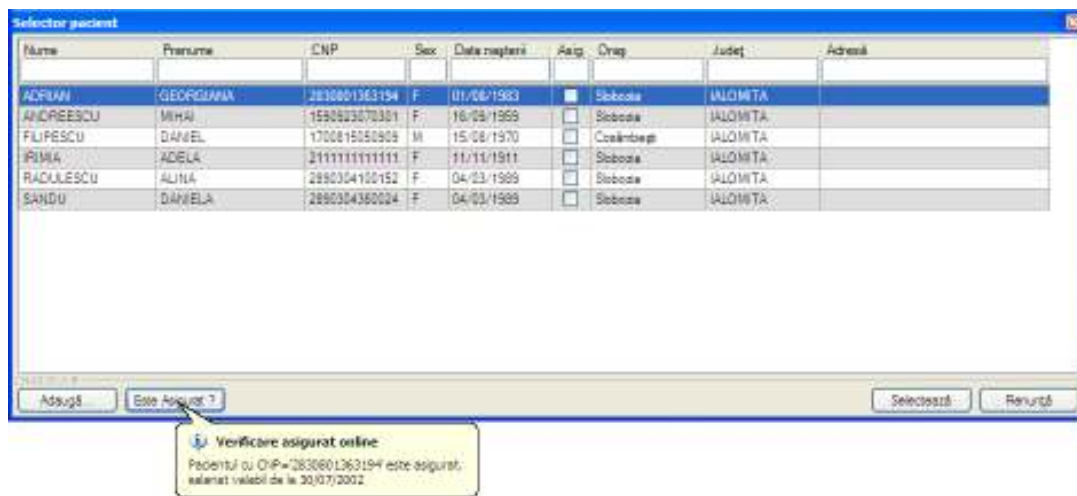 Selector pacient
Nume Prenume CNP Sex Data nașterii Asig. Oraș Județ Adresă
ADRIAN GEORGIANA 2830801363194 F 01/08/1983 Slobozia IALOMITA
ANDREESCU MIHAI F 16/09/1959 Slobozia IALOMITA
FILIPESCU DANIEL M 15/08/1970 IALOMITA
IRIMIA ADELA 2111111111111 F 11/11/1911 Slobozia IALOMITA
RADULESCU ALINA 2890304100152 F 04/03/1989 Slobozia IALOMITA
SANDU DANIELA 2890304360024 F 04/03/1989 Slobozia IALOMITA
Adaugă... Este Asigurat ? Selectează Renunță
Verificare asigurat online
Pacientul cu CNP='2830801363194' este asigurat,
salariat valabil de la 30/07/2002